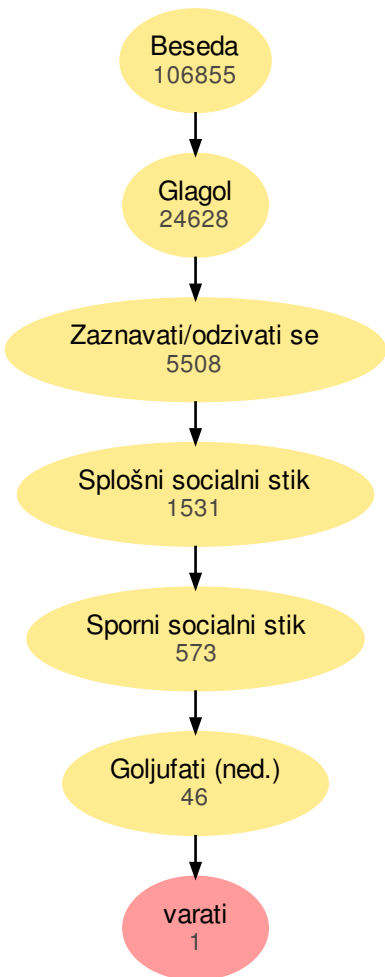 Beseda
106855
Glagol
24628
Zaznavati/odzivati se
5508
Splošni socialni stik
1531
Sporni socialni stik
573
Goljufati (ned.)
46
varati
1